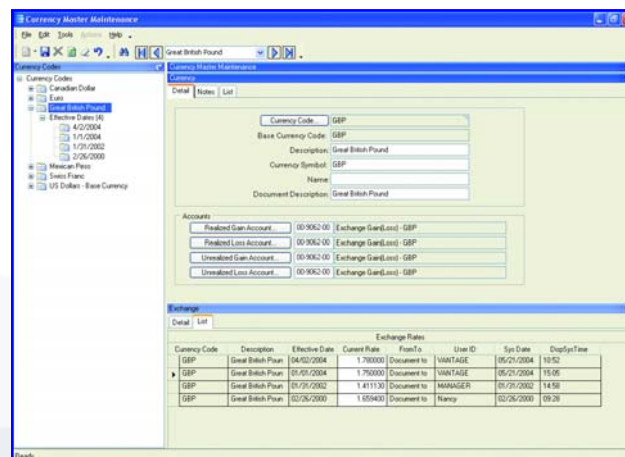 Currency Master Maintenance
File Edit Tools Actions Help
Great British Pound
Currency Codes
Currency Codes
Canadian Dollar
Euro
Great British Pound
Effective Dates (4)
4/2/2004
1/1/2004
1/31/2002
2/26/2000
Mexican Peso
Swiss Franc
US Dollars - Base Currency
Currency Master Maintenance
Currency
Detail Notes List
Currency Code... GBP
Base Currency Code: GBP
Description: Great British Pound
Currency Symbol: GBP
Name:
Document Description: Great British Pound
Accounts
Realized Gain Account... 00-9062-00 Exchange Gain(Loss) - GBP
Realized Loss Account... 00-9062-00 Exchange Gain(Loss) - GBP
Unrealized Gain Account... 00-9062-00 Exchange Gain(Loss) - GBP
Unrealized Loss Account... 00-9062-00 Exchange Gain(Loss) - GBP
Exchange
Detail List
Exchange Rates
Currency Code Description Effective Date Current Rate FromTo User ID Sys Date DispSysTime
GBP Great British Poun 04/02/2004 1.780000 Document to VANTAGE 05/21/2004 10:52
GBP Great British Poun 01/01/2004 1.750000 Document to VANTAGE 05/21/2004 15:05
GBP Great British Poun 01/31/2002 1.411130 Document to MANAGER 01/31/2002 14:58
GBP Great British Poun 02/26/2000 1.659400 Document to Nancy 02/26/2000 09:28
Ready